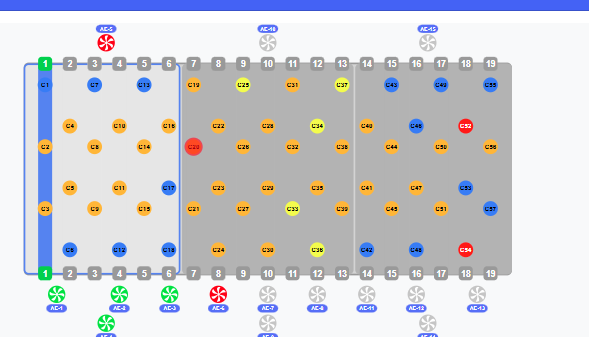 AE-5 AE-10 AE-15
1 2 3 4 5 6 7 8 9 10 11 12 13 14 15 16 17 18 19
C1 C7 C13 C19 C25 C31 C37 C43 C49 C55
C4 C10 C16 C22 C28 C34 C40 C46 C52
C2 C8 C14 C20 C26 C32 C38 C44 C50 C56
C5 C11 C17 C23 C29 C35 C41 C47 C53
C3 C9 C15 C21 C27 C33 C39 C45 C51 C57
C6 C12 C18 C24 C30 C36 C42 C48 C54
1 2 3 4 5 6 7 8 9 10 11 12 13 14 15 16 17 18 19
AE-1 AE-2 AE-3 AE-6 AE-7 AE-8 AE-11 AE-12 AE-13